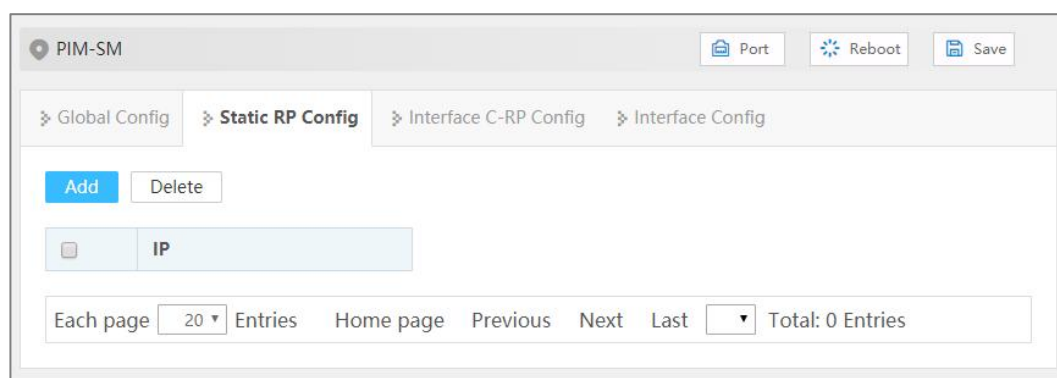 PIM-SM Port Reboot Save
Global Config Static RP Config Interface C-RP Config Interface Config
Add Delete
IP
Each page 20 Entries Home page Previous Next Last Total: 0 Entries